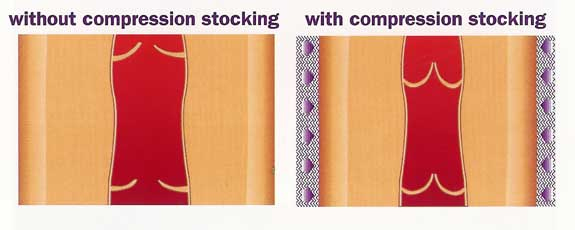 without compression stocking
with compression stocking